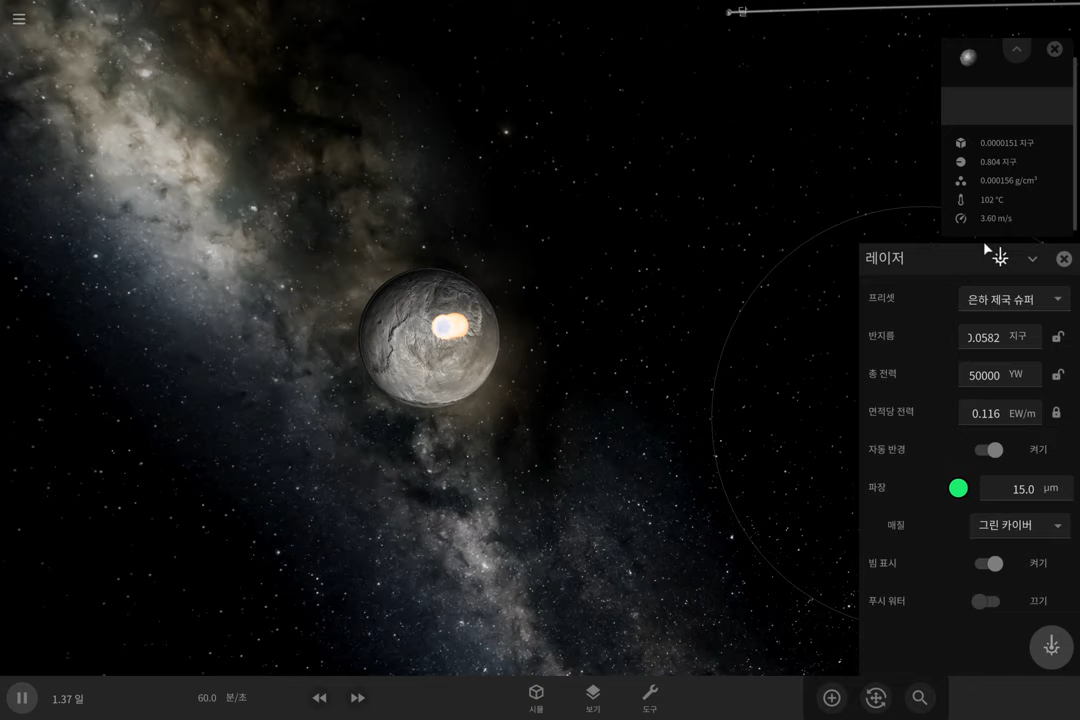 달
0.0000151 지구
0.804 지구
0.000156 g/cm³
102 °C
3.60 m/s
레이저
프리셋
은하 제국 슈퍼
반지름
0.0582 지구
총 전력
50000 YW
면적당 전력
0.116 EW/m
자동 반경
켜기
파장
15.0 μm
매질
그린 카이버
빔 표시
켜기
푸시 워터
끄기
1.37 일
60.0 분/초
시뮬
보기
도구